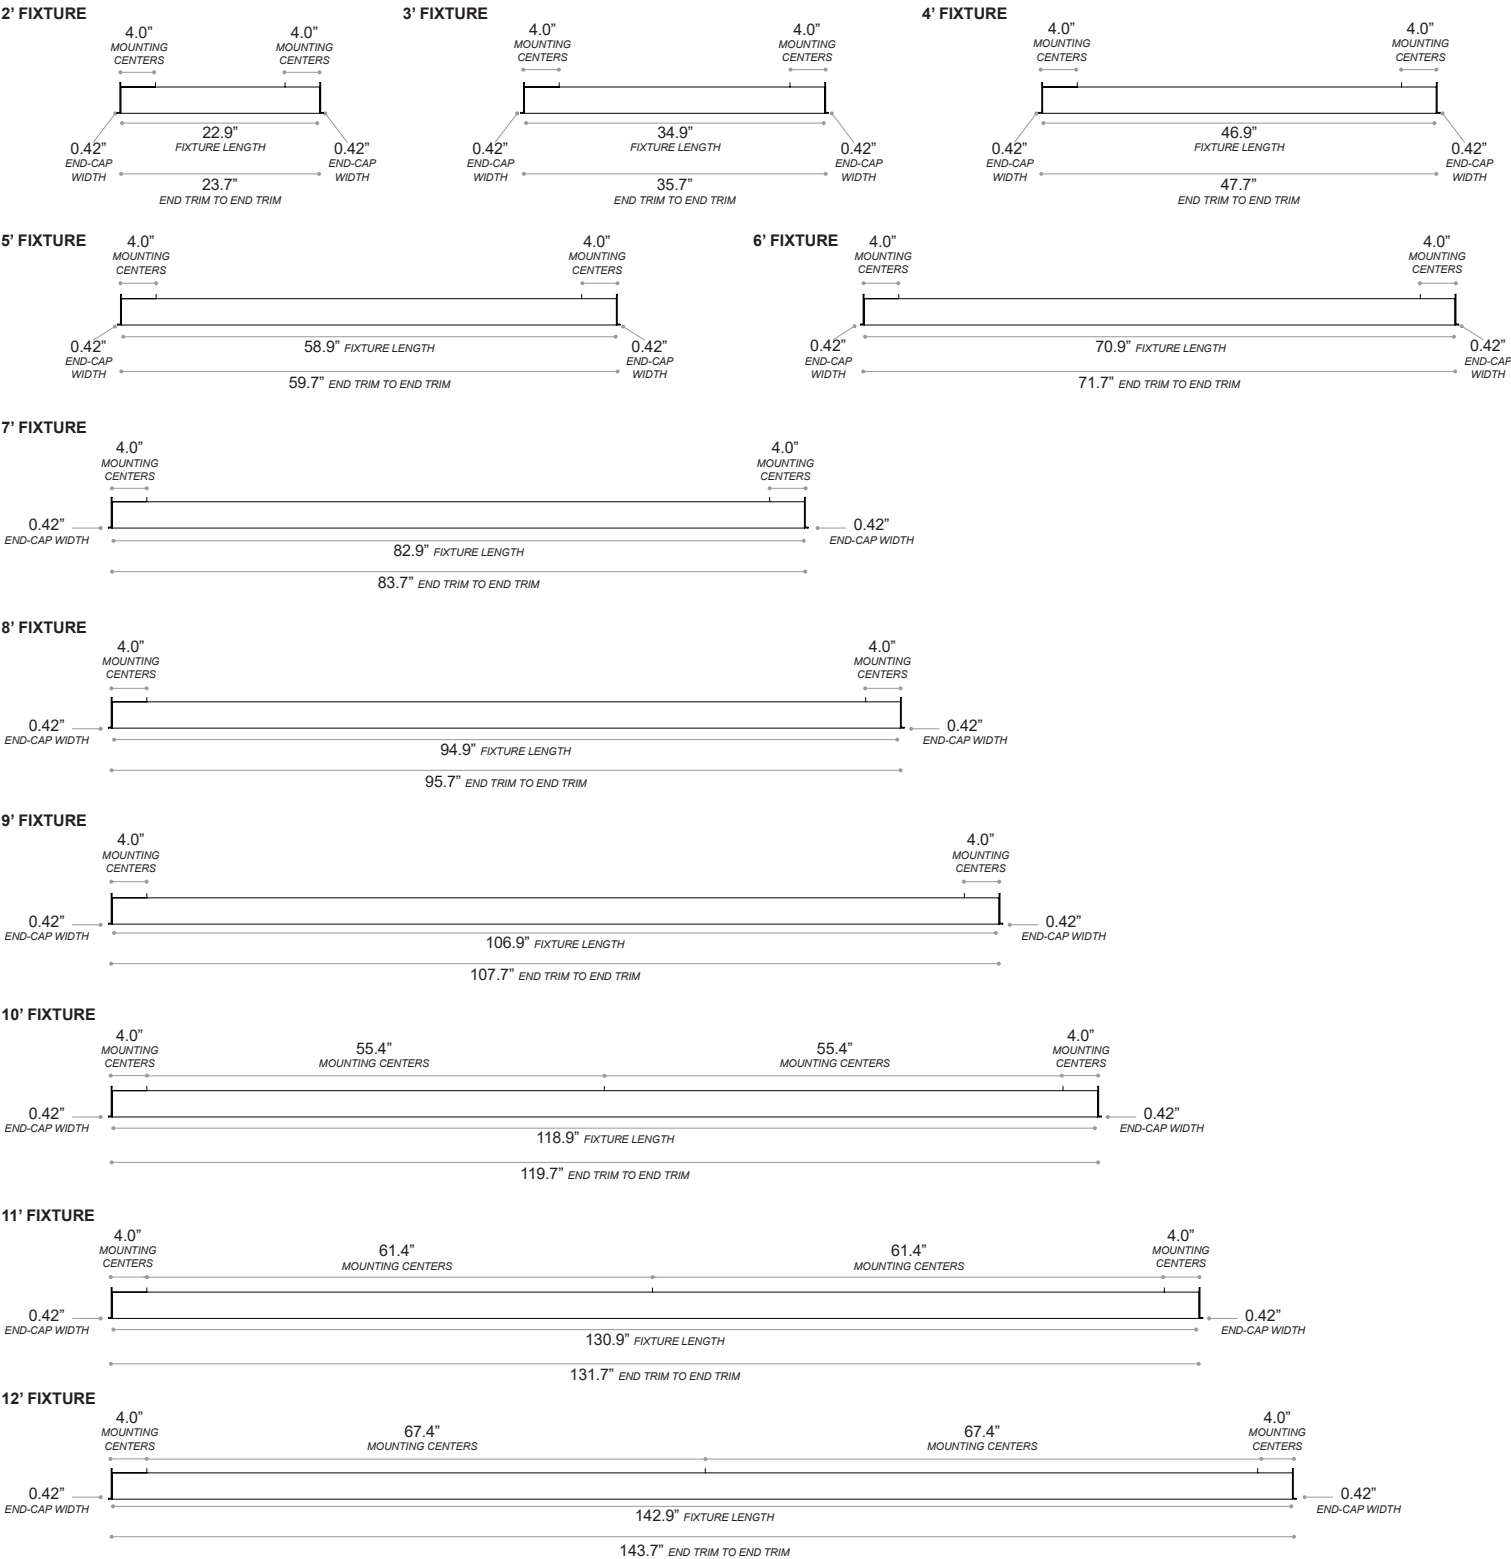 2’ FIXTURE
4.0”
MOUNTING
CENTERS
4.0”
MOUNTING
CENTERS
22.9”
FIXTURE LENGTH
0.42”
END-CAP
WIDTH
0.42”
END-CAP
WIDTH
23.7”
END TRIM TO END TRIM
3’ FIXTURE
4.0”
MOUNTING
CENTERS
4.0”
MOUNTING
CENTERS
34.9”
FIXTURE LENGTH
0.42”
END-CAP
WIDTH
0.42”
END-CAP
WIDTH
35.7”
END TRIM TO END TRIM
4’ FIXTURE
4.0”
MOUNTING
CENTERS
4.0”
MOUNTING
CENTERS
46.9”
FIXTURE LENGTH
0.42”
END-CAP
WIDTH
0.42”
END-CAP
WIDTH
47.7”
END TRIM TO END TRIM
5’ FIXTURE
4.0”
MOUNTING
CENTERS
4.0”
MOUNTING
CENTERS
0.42”
END-CAP
WIDTH
58.9” FIXTURE LENGTH
0.42”
END-CAP
WIDTH
59.7” END TRIM TO END TRIM
6’ FIXTURE
4.0”
MOUNTING
CENTERS
4.0”
MOUNTING
CENTERS
0.42”
END-CAP
WIDTH
70.9” FIXTURE LENGTH
0.42”
END-CAP
WIDTH
71.7” END TRIM TO END TRIM
7’ FIXTURE
4.0”
MOUNTING
CENTERS
4.0”
MOUNTING
CENTERS
0.42”
END-CAP WIDTH
0.42”
END-CAP WIDTH
82.9” FIXTURE LENGTH
83.7” END TRIM TO END TRIM
8’ FIXTURE
4.0”
MOUNTING
CENTERS
4.0”
MOUNTING
CENTERS
0.42”
END-CAP WIDTH
0.42”
END-CAP WIDTH
94.9” FIXTURE LENGTH
95.7” END TRIM TO END TRIM
9’ FIXTURE
4.0”
MOUNTING
CENTERS
4.0”
MOUNTING
CENTERS
0.42”
END-CAP WIDTH
0.42”
END-CAP WIDTH
106.9” FIXTURE LENGTH
107.7” END TRIM TO END TRIM
10’ FIXTURE
4.0”
MOUNTING
CENTERS
55.4”
MOUNTING CENTERS
55.4”
MOUNTING CENTERS
4.0”
MOUNTING
CENTERS
0.42”
END-CAP WIDTH
0.42”
END-CAP WIDTH
118.9” FIXTURE LENGTH
119.7” END TRIM TO END TRIM
11’ FIXTURE
4.0”
MOUNTING
CENTERS
61.4”
MOUNTING CENTERS
61.4”
MOUNTING CENTERS
4.0”
MOUNTING
CENTERS
0.42”
END-CAP WIDTH
0.42”
END-CAP WIDTH
130.9” FIXTURE LENGTH
131.7” END TRIM TO END TRIM
12’ FIXTURE
4.0”
MOUNTING
CENTERS
67.4”
MOUNTING CENTERS
67.4”
MOUNTING CENTERS
4.0”
MOUNTING
CENTERS
0.42”
END-CAP WIDTH
0.42”
END-CAP WIDTH
142.9” FIXTURE LENGTH
143.7” END TRIM TO END TRIM